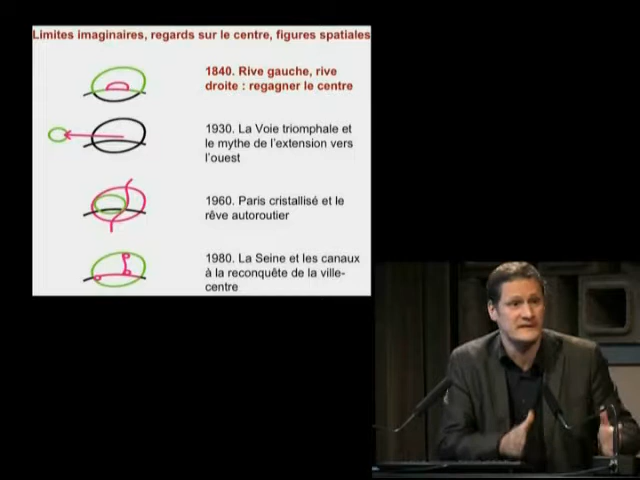 Limites imaginaires, regards sur le centre, figures spatiales
1840. Rive gauche, rive
droite : regagner le centre
1930. La Voie triomphale et
le mythe de l'extension vers
l'ouest
1960. Paris cristallisé et le
rêve autoroutier
1980. La Seine et les canaux
à la reconquête de la ville-
centre